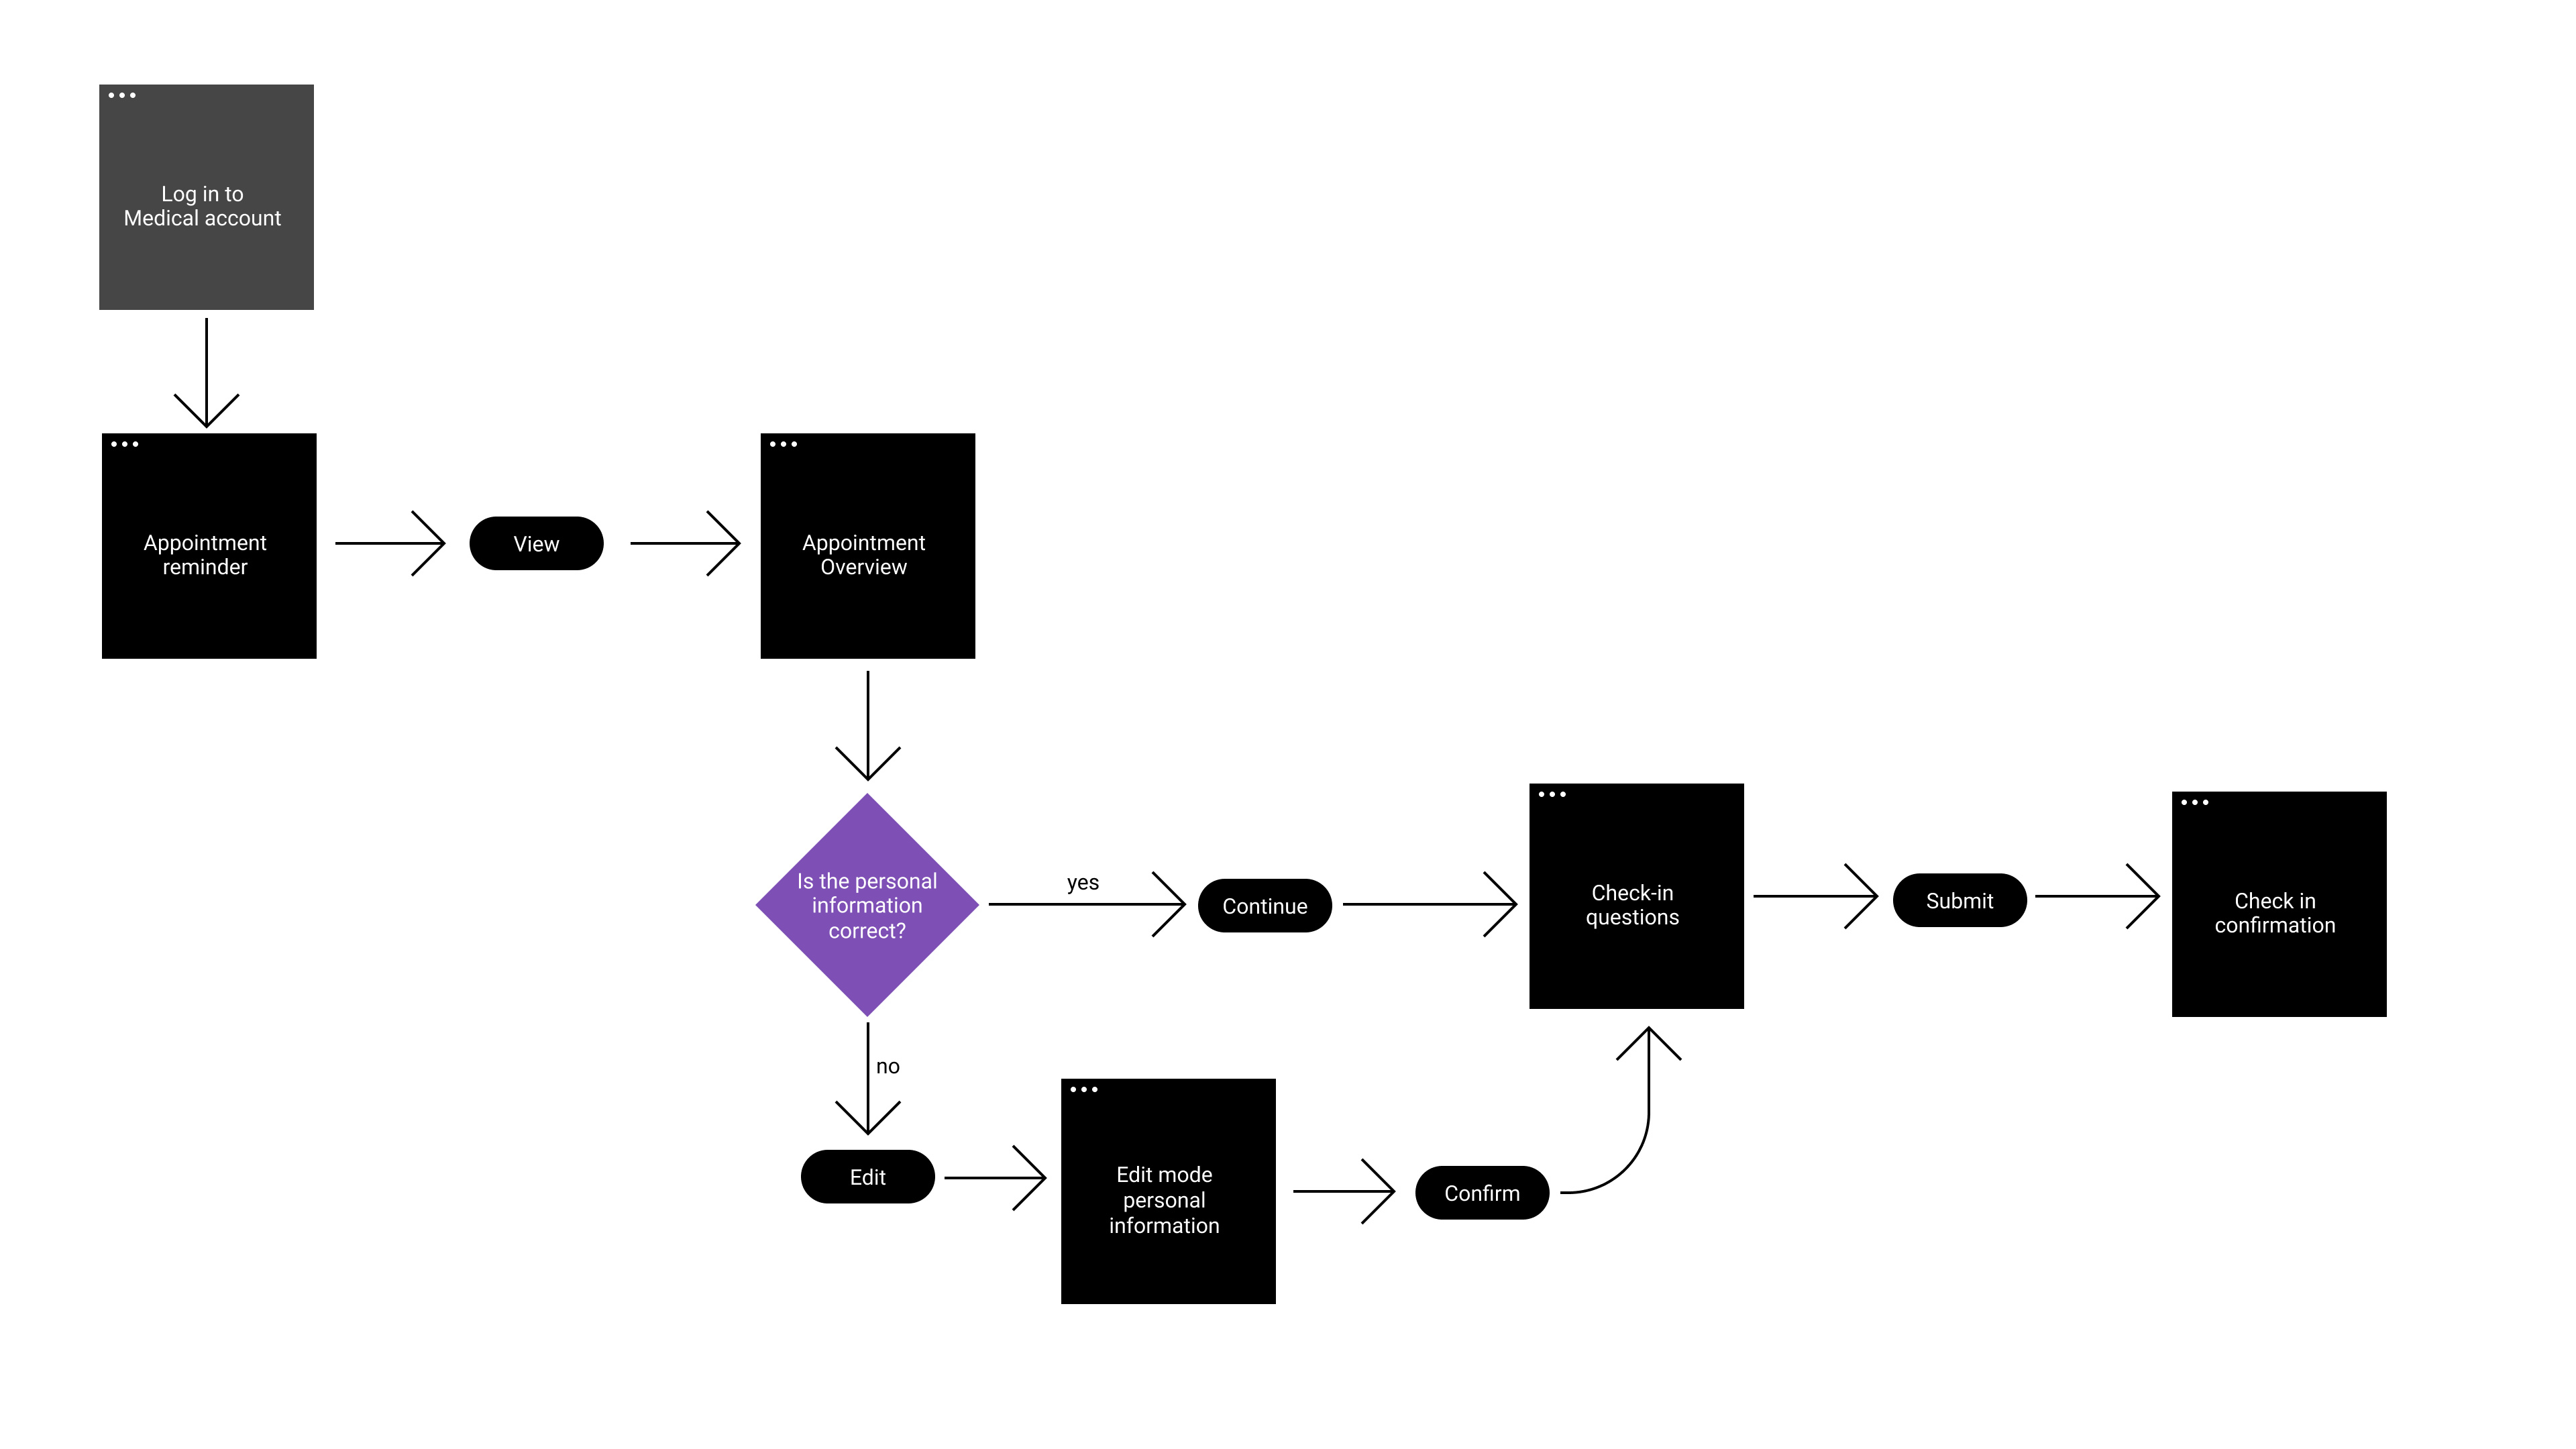 Log in to
Medical account
Appointment
reminder
View
Appointment
Overview
Is the personal
information
correct?
yes
Continue
Check-in
questions
Submit
Check in
confirmation
no
Edit
Edit mode
personal
information
Confirm